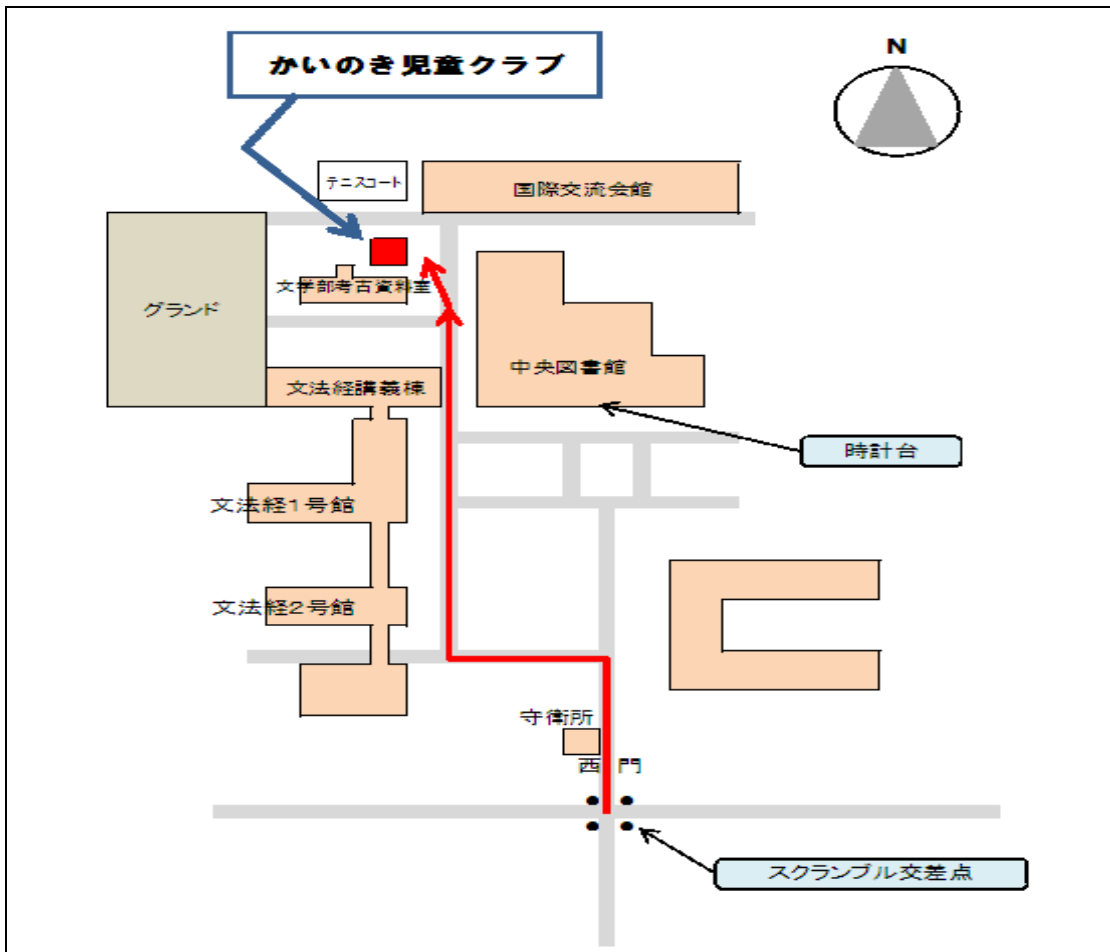 かいのき児童クラブ
N
テニスコート
国際交流会館
文学部考古資料室
グランド
中央図書館
文法経講義棟
時計台
文法経1号館
文法経2号館
守衛所
西門
スクランブル交差点